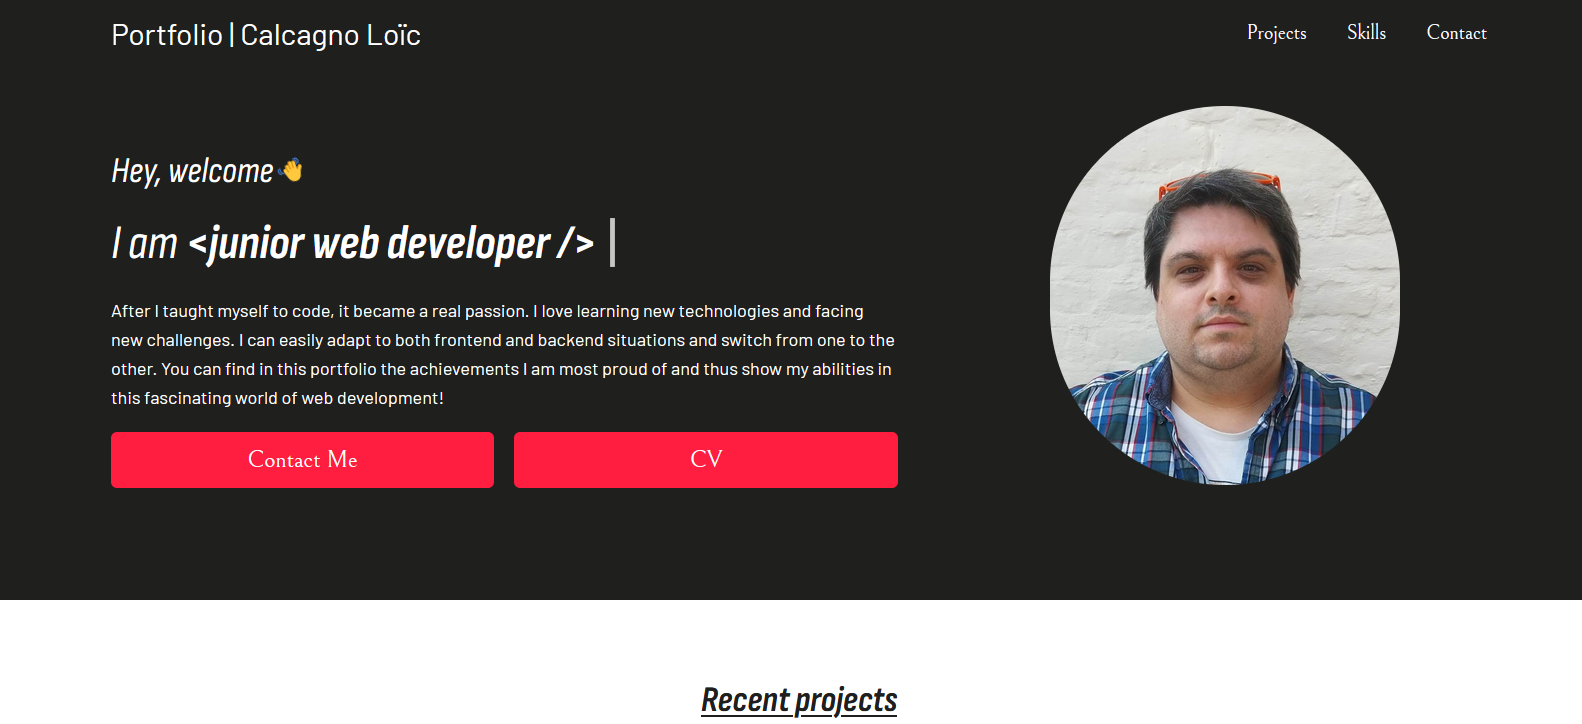 Portfolio | Calcagno Loïc
Projects Skills Contact
Hey, welcome👋
I am <junior web developer /> |
After I taught myself to code, it became a real passion. I love learning new technologies and facing
new challenges. I can easily adapt to both frontend and backend situations and switch from one to the
other. You can find in this portfolio the achievements I am most proud of and thus show my abilities in
this fascinating world of web development!
Contact Me
CV
Recent projects